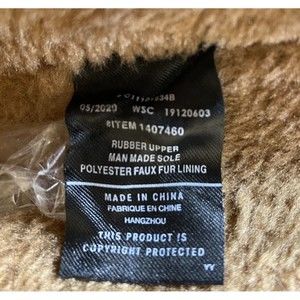 05/2020 WSC 19120603
#ITEM 1407460
RUBBER UPPER
MAN MADE SOLE
POLYESTER FAUX FUR LINING
MADE IN CHINA
FABRIQUE EN CHINE
HANGZHOU
THIS PRODUCT IS
COPYRIGHT PROTECTED
YY